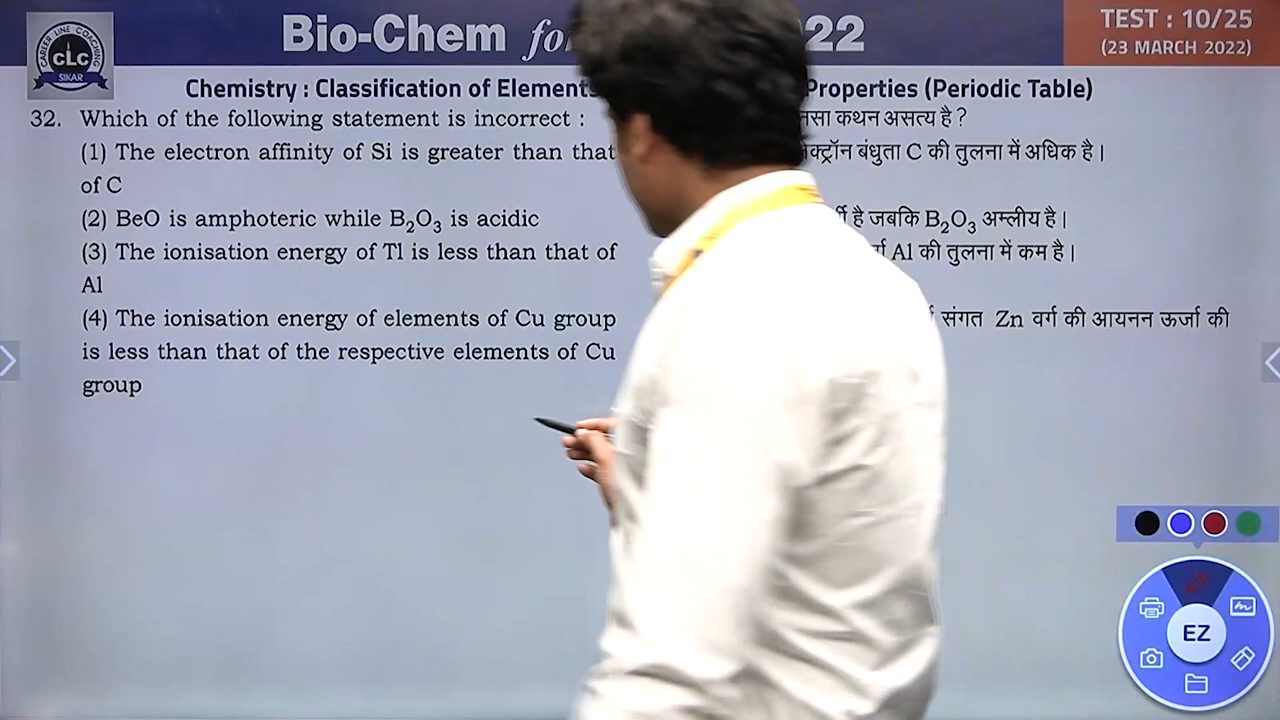 Bio-Chem for 22
TEST : 10/25
(23 MARCH 2022)
CAREER LINE COACHING
CLC
SIKAR
Chemistry : Classification of Elements Properties (Periodic Table)
32. Which of the following statement is incorrect :
(1) The electron affinity of Si is greater than that
of C
(2) BeO is amphoteric while B₂O₃ is acidic
(3) The ionisation energy of Tl is less than that of
Al
(4) The ionisation energy of elements of Cu group
is less than that of the respective elements of Cu
group
कथन असत्य है ?
बंधुता C की तुलना में अधिक है।
है जबकि B₂O₃ अम्लीय है।
Al की तुलना में कम है।
संगत Zn वर्ग की आयनन ऊर्जा की
EZ